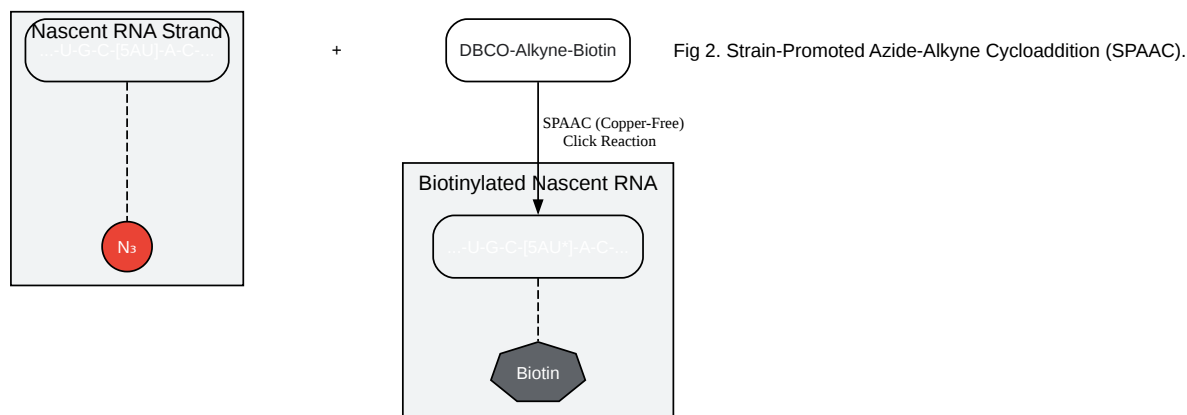 Nascent RNA Strand
...-U-G-C-[5AU]-A-C-...
N₃
+
DBCO-Alkyne-Biotin
Fig 2. Strain-Promoted Azide-Alkyne Cycloaddition (SPAAC).
SPAAC (Copper-Free)
Click Reaction
Biotinylated Nascent RNA
...-U-G-C-[5AU*]-A-C-...
Biotin